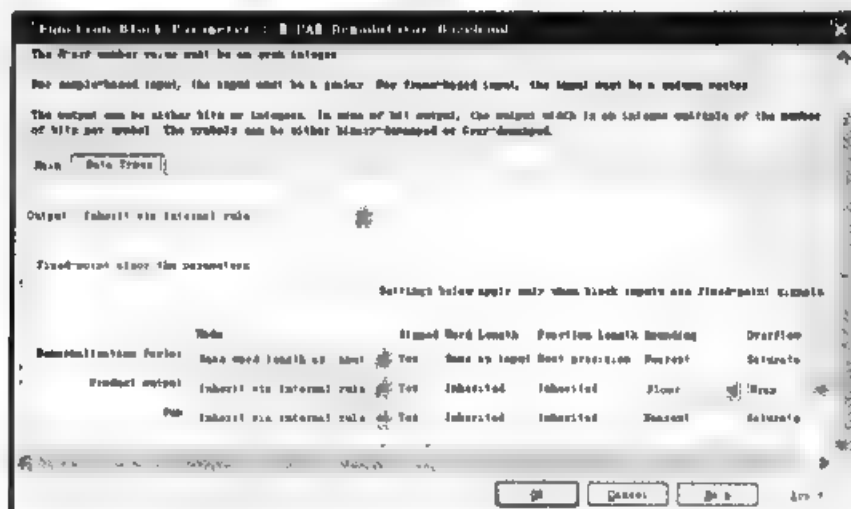 Function Block Parameters: M-PAM Demodulator Baseband
The M-ary number value must be an even integer
For sample-based input, the input must be a scalar. For frame-based input, the input must be a column vector
The output can be either bits or integers. In case of bit output, the output width is an integer multiple of the number
of bits per symbol. The symbols can be either binary-demapped or Gray-demapped.
Main Data Types
Output Inherit via internal rule
Fixed-point algorithm parameters
Settings below apply only when block inputs are fixed-point signals
Mode Signed Word Length Fraction Length Rounding Overflow
Denormalization factor Same word length as input Yes Same as input Best precision Nearest Saturate
Product output Inherit via internal rule Yes Inherited Inherited Floor Wrap
Sum Inherit via internal rule Yes Inherited Inherited Nearest Saturate
OK Cancel Help Apply